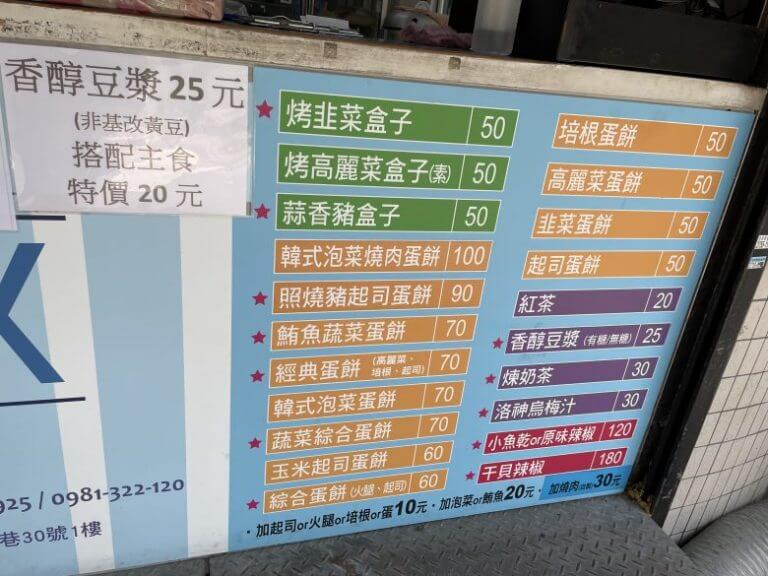 香醇豆漿 25 元
(非基改黃豆)
搭配主食
特價 20 元
★ 烤韭菜盒子 50
烤高麗菜盒子(素) 50
★ 蒜香豬盒子 50
韓式泡菜燒肉蛋餅 100
★ 照燒豬起司蛋餅 90
★ 鮪魚蔬菜蛋餅 70
★ 經典蛋餅 (高麗菜、培根、起司) 70
韓式泡菜蛋餅 70
★ 蔬菜綜合蛋餅 70
玉米起司蛋餅 60
★ 綜合蛋餅(火腿、起司) 60
培根蛋餅 50
高麗菜蛋餅 50
韭菜蛋餅 50
起司蛋餅 50
紅茶 20
★ 香醇豆漿 (有糖/無糖) 25
★ 煉奶茶 30
★ 洛神烏梅汁 30
★ 小魚乾or原味辣椒 120
★ 干貝辣椒 180
・加起司or火腿or培根or蛋10元・加泡菜or鮪魚20元・加燒肉30元
X
925 / 0981-322-120
巷30號1樓